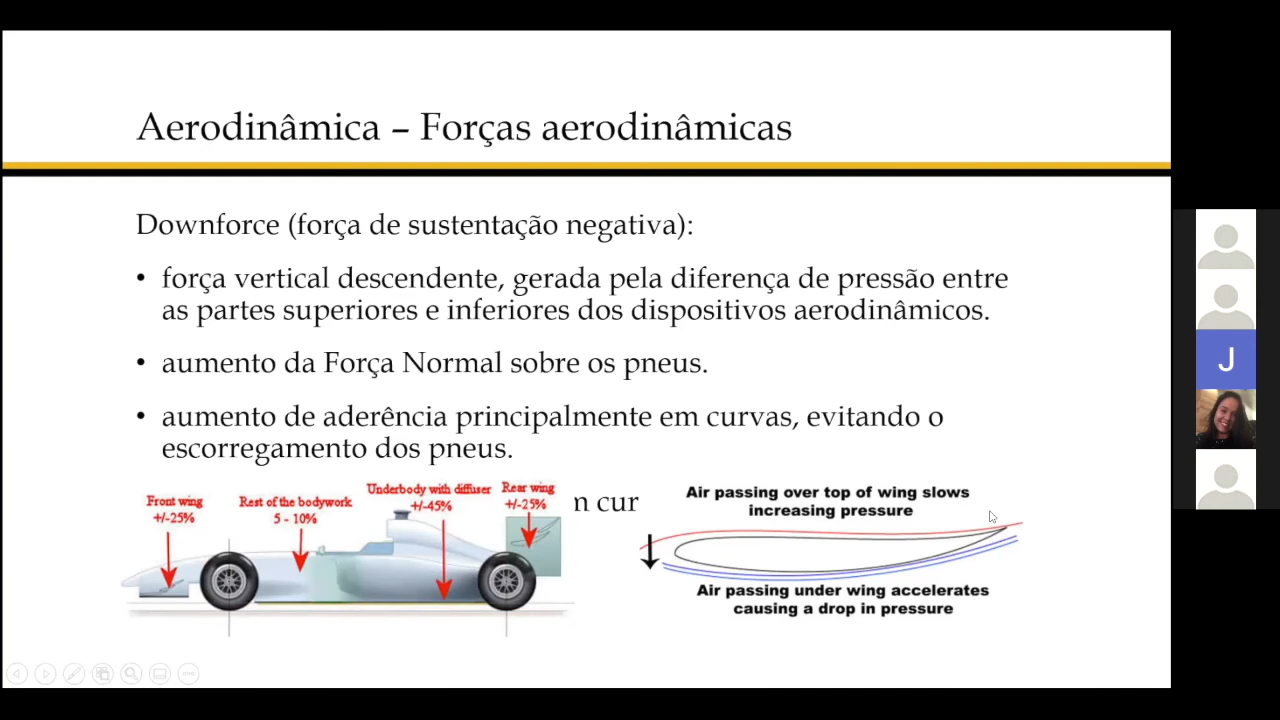 Aerodinâmica – Forças aerodinâmicas
Downforce (força de sustentação negativa):
• força vertical descendente, gerada pela diferença de pressão entre
as partes superiores e inferiores dos dispositivos aerodinâmicos.
• aumento da Força Normal sobre os pneus.
• aumento de aderência principalmente em curvas, evitando o
escorregamento dos pneus.
n cur
Front wing
+/-25%
Rest of the bodywork
5 - 10%
Underbody with diffuser
+/-45%
Rear wing
+/-25%
Air passing over top of wing slows
increasing pressure
Air passing under wing accelerates
causing a drop in pressure
J